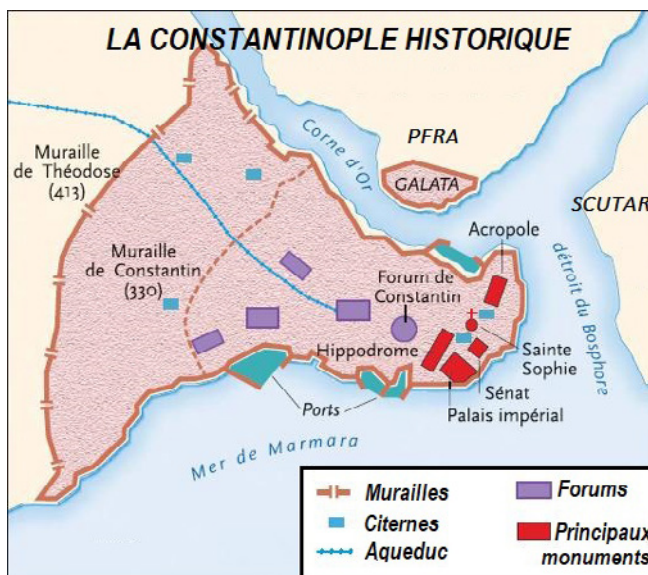 LA CONSTANTINOPLE HISTORIQUE
Corne d'Or
PFRA
GALATA
SCUTAR
Muraille
de Théodose
(413)
Acropole
détroit du Bosphore
Muraille
de Constantin
(330)
Forum de
Constantin
Hippodrome
Sainte
Sophie
Sénat
Palais impérial
Ports
Mer de Marmara
Murailles
Citernes
Aqueduc
Forums
Principaux
monuments